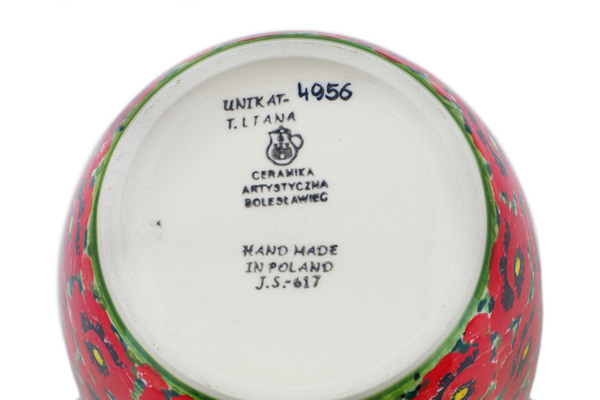 UNIKAT- 4956
T. LIANA
CERAMIKA
ARTYSTYCZNA
BOLESŁAWIEC
HAND MADE
IN POLAND
J.S.-617